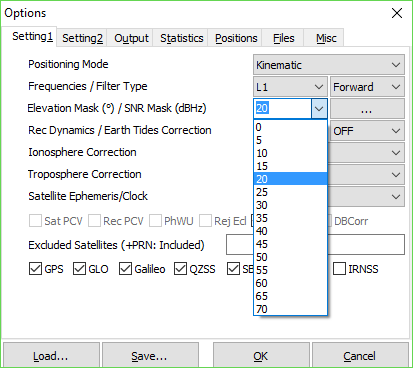 Options
Setting1 Setting2 Output Statistics Positions Files Misc
Positioning Mode Kinematic
Frequencies / Filter Type L1 Forward
Elevation Mask (°) / SNR Mask (dBHz) 20 ...
Rec Dynamics / Earth Tides Correction OFF
Ionosphere Correction
Troposphere Correction
Satellite Ephemeris/Clock
Sat PCV Rec PCV PhWU Rej Ecl DBCorr
Excluded Satellites (+PRN: Included)
GPS GLO Galileo QZSS IRNSS
0
5
10
15
20
25
30
35
40
45
50
55
60
65
70
Load... Save... OK Cancel